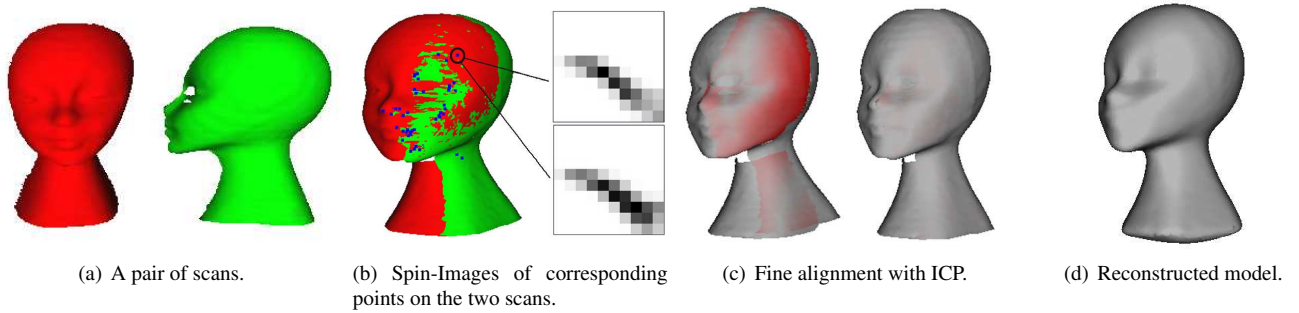 (a) A pair of scans.
(b) Spin-Images of corresponding
points on the two scans.
(c) Fine alignment with ICP.
(d) Reconstructed model.